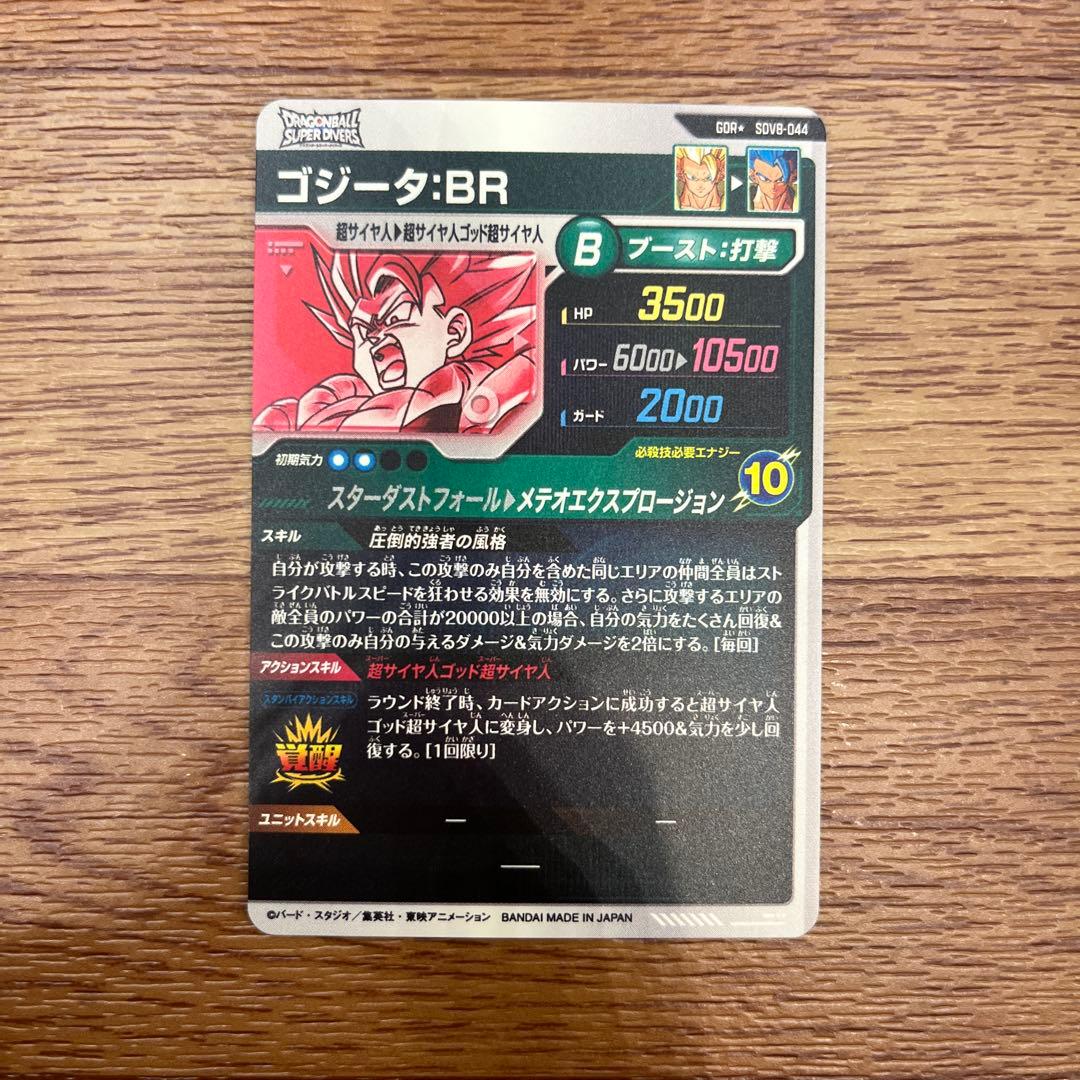 DRAGONBALL
SUPER DIVERS
GDR★ SDV8-044
ゴジータ:BR
超サイヤ人▶超サイヤ人ゴッド超サイヤ人
B ブースト:打撃
HP 3500
パワー 6000▶10500
ガード 2000
初期気力
必殺技必要エナジー
10
スターダストフォール▶メテオエクスプロージョン
スキル 圧倒的強者の風格
自分が攻撃する時、この攻撃のみ自分を含めた同じエリアの仲間全員はスト
ライクバトルスピードを狂わせる効果を無効にする。さらに攻撃するエリアの
敵全員のパワーの合計が20000以上の場合、自分の気力をたくさん回復&
この攻撃のみ自分の与えるダメージ&気力ダメージを2倍にする。[毎回]
アクションスキル 超サイヤ人ゴッド超サイヤ人
スタンバイアクションスキル
ラウンド終了時、カードアクションに成功すると超サイヤ人
ゴッド超サイヤ人に変身し、パワーを+4500&気力を少し回
復する。[1回限り]
覚醒
ユニットスキル — —
—
©バード・スタジオ/集英社・東映アニメーション BANDAI MADE IN JAPAN